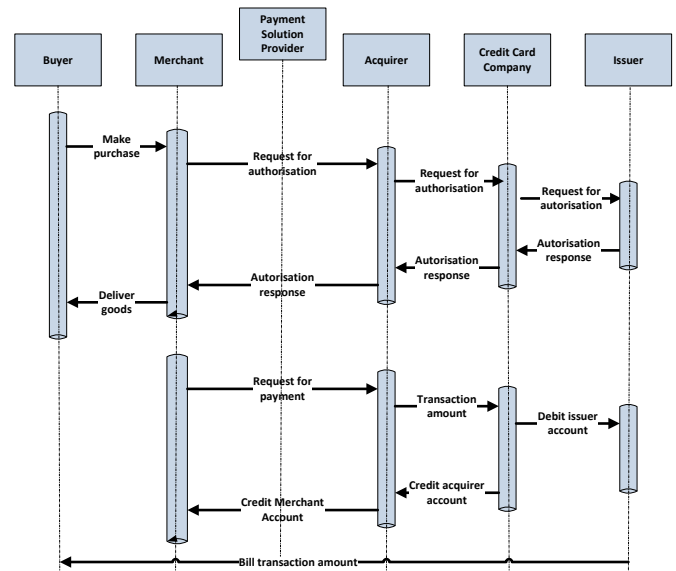 Payment
Solution
Provider
Buyer
Merchant
Acquirer
Credit Card
Company
Issuer
Make
purchase
Request for
authorisation
Request for
authorisation
Request for
autorisation
Autorisation
response
Autorisation
response
Autorisation
response
Deliver
goods
Request for
payment
Transaction
amount
Debit issuer
account
Credit acquirer
account
Credit Merchant
Account
Bill transaction amount